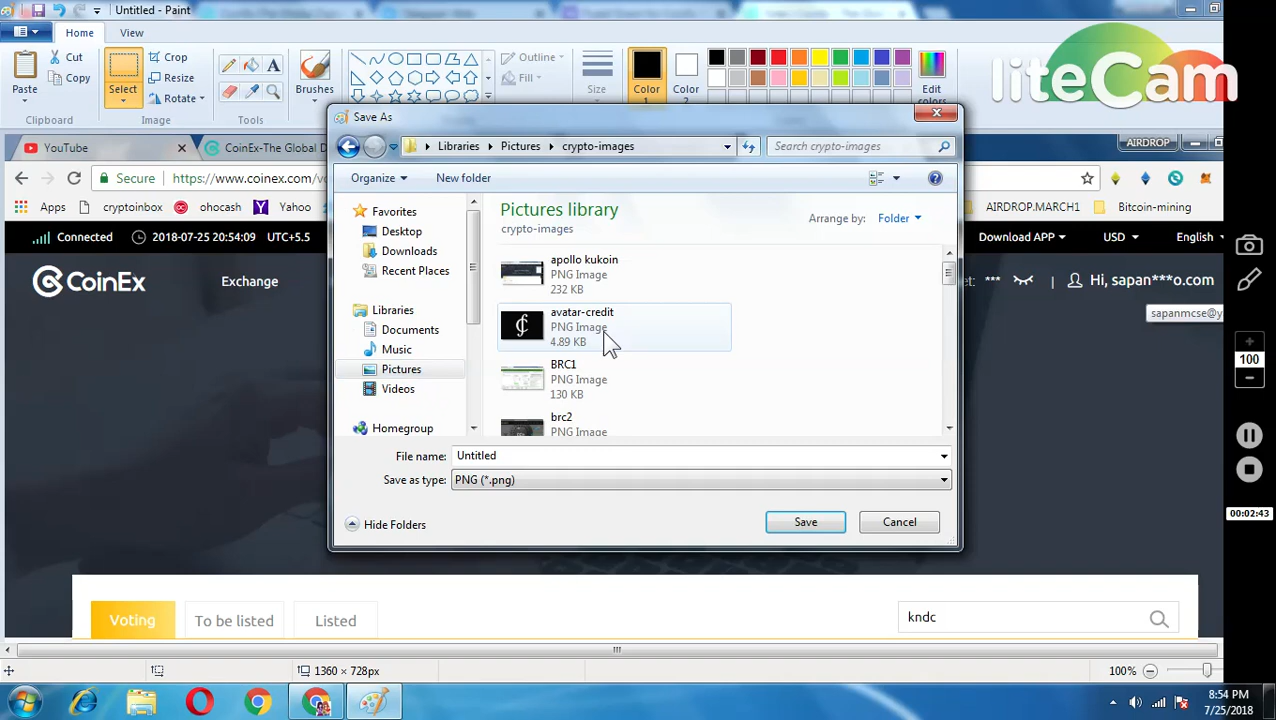 Untitled - Paint
Home
View
Paste
Cut
Copy
Clipboard
Select
Crop
Resize
Rotate
Image
Tools
A
Brushes
Outline
Fill
Shapes
Size
Color 1
Color 2
Edit colors
liteCam
Save As
Libraries
Pictures
crypto-images
Search crypto-images
Organize
New folder
Favorites
Desktop
Downloads
Recent Places
Libraries
Documents
Music
Pictures
Videos
Homegroup
Pictures library
crypto-images
Arrange by:
Folder
apollo kukoin
PNG Image
232 KB
avatar-credit
PNG Image
4.89 KB
BRC1
PNG Image
130 KB
brc2
PNG Image
File name:
Untitled
Save as type:
PNG (*.png)
Hide Folders
Save
Cancel
YouTube
CoinEx-The Global D
AIRDROP
Secure
https://www.coinex.com/v
Apps
cryptoinbox
ohocash
Yahoo
AIRDROP.MARCH1
Bitcoin-mining
Connected
2018-07-25 20:54:09
UTC+5.5
Download APP
USD
English
CoinEx
Exchange
et: ***
Hi, sapan***o.com
sapanmcse@y
100
00:02:43
Voting
To be listed
Listed
kndc
1360 × 728px
100%
8:54 PM
7/25/2018